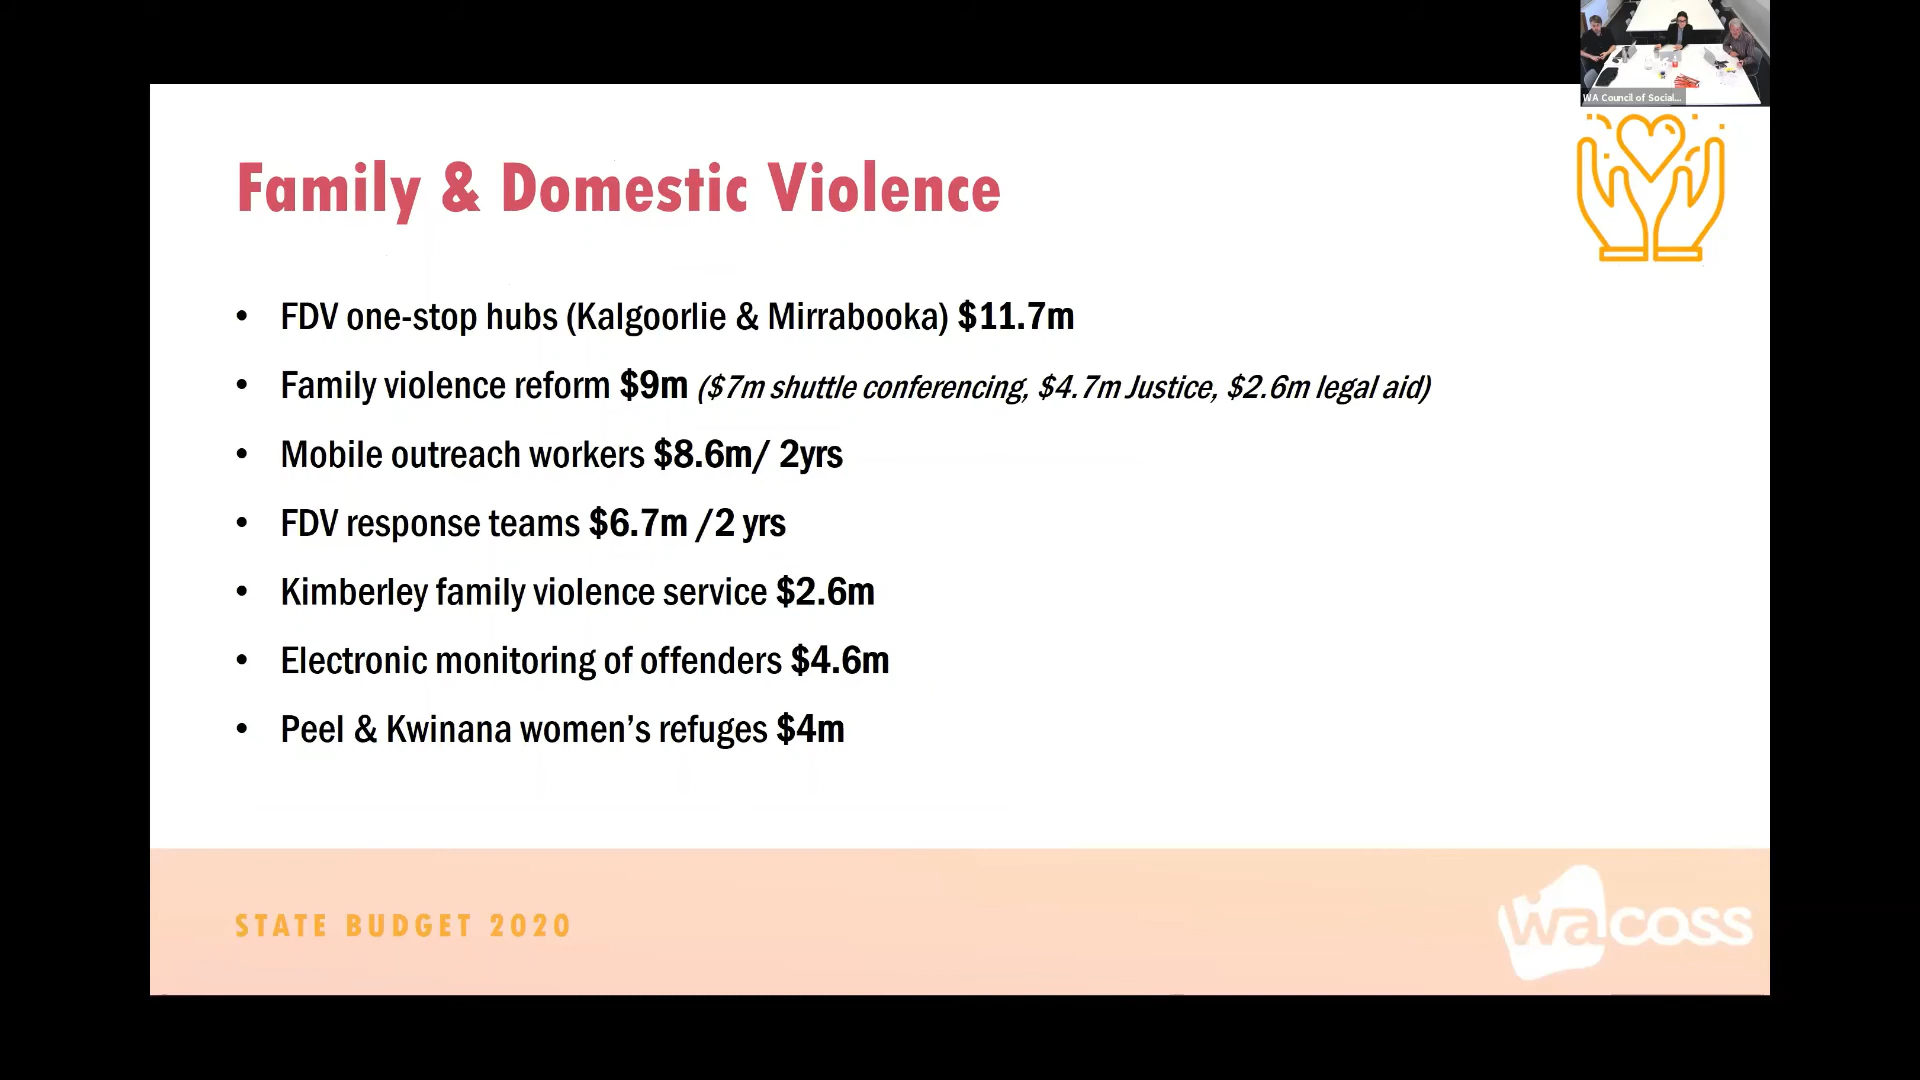 WA Council of Social...
Family & Domestic Violence
• FDV one-stop hubs (Kalgoorlie & Mirrabooka) $11.7m
• Family violence reform $9m ($7m shuttle conferencing, $4.7m Justice, $2.6m legal aid)
• Mobile outreach workers $8.6m/ 2yrs
• FDV response teams $6.7m /2 yrs
• Kimberley family violence service $2.6m
• Electronic monitoring of offenders $4.6m
• Peel & Kwinana women’s refuges $4m
STATE BUDGET 2020
wacoss